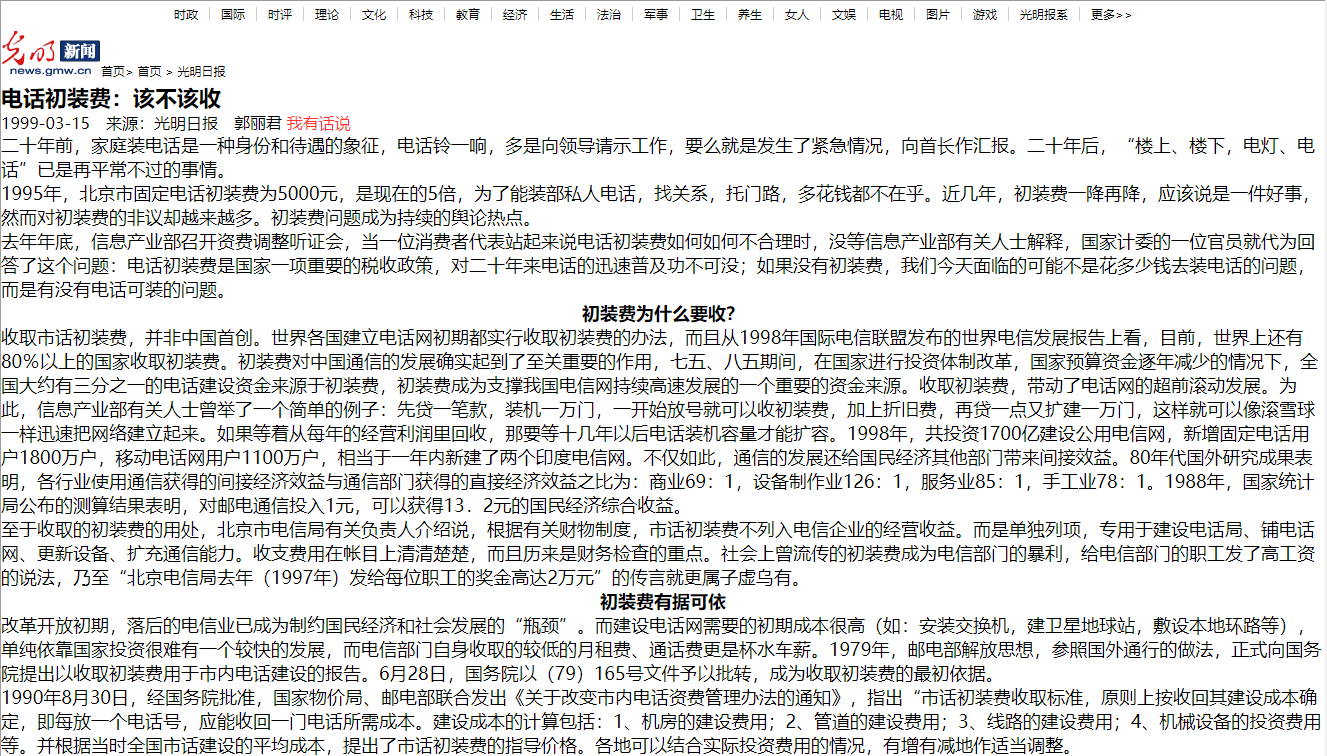 时政 国际 时评 理论 文化 科技 教育 经济 生活 法治 军事 卫生 养生 女人 文娱 电视 图片 游戏 光明报系 更多>>
光明 新闻
news.gmw.cn 首页> 首页 > 光明日报
电话初装费：该不该收
1999-03-15 来源：光明日报 郭丽君 我有话说
二十年前，家庭装电话是一种身份和待遇的象征，电话铃一响，多是向领导请示工作，要么就是发生了紧急情况，向首长作汇报。二十年后，“楼上、楼下，电灯、电
话”已是再平常不过的事情。
1995年，北京市固定电话初装费为5000元，是现在的5倍，为了能装部私人电话，找关系，托门路，多花钱都不在乎。近几年，初装费一降再降，应该说是一件好事，
然而对初装费的非议却越来越多。初装费问题成为持续的舆论热点。
去年年底，信息产业部召开资费调整听证会，当一位消费者代表站起来说电话初装费如何如何不合理时，没等信息产业部有关人士解释，国家计委的一位官员就代为回
答了这个问题：电话初装费是国家一项重要的税收政策，对二十年来电话的迅速普及功不可没；如果没有初装费，我们今天面临的可能不是花多少钱去装电话的问题，
而是有没有电话可装的问题。
初装费为什么要收？
收取市话初装费，并非中国首创。世界各国建立电话网初期都实行收取初装费的办法，而且从1998年国际电信联盟发布的世界电信发展报告上看，目前，世界上还有
80％以上的国家收取初装费。初装费对中国通信的发展确实起到了至关重要的作用，七五、八五期间，在国家进行投资体制改革，国家预算资金逐年减少的情况下，全
国大约有三分之一的电话建设资金来源于初装费，初装费成为支撑我国电信网持续高速发展的一个重要的资金来源。收取初装费，带动了电话网的超前滚动发展。为
此，信息产业部有关人士曾举了一个简单的例子：先贷一笔款，装机一万门，一开始放号就可以收初装费，加上折旧费，再贷一点又扩建一万门，这样就可以像滚雪球
一样迅速把网络建立起来。如果等着从每年的经营利润里回收，那要等十几年以后电话装机容量才能扩容。1998年，共投资1700亿建设公用电信网，新增固定电话用
户1800万户，移动电话网用户1100万户，相当于一年内新建了两个印度电信网。不仅如此，通信的发展还给国民经济其他部门带来间接效益。80年代国外研究成果表
明，各行业使用通信获得的间接经济效益与通信部门获得的直接经济效益之比为：商业69：1，设备制作业126：1，服务业85：1，手工业78：1。1988年，国家统计
局公布的测算结果表明，对邮电通信投入1元，可以获得13．2元的国民经济综合收益。
至于收取的初装费的用处，北京市电信局有关负责人介绍说，根据有关财物制度，市话初装费不列入电信企业的经营收益。而是单独列项，专用于建设电话局、铺电话
网、更新设备、扩充通信能力。收支费用在帐目上清清楚楚，而且历来是财务检查的重点。社会上曾流传的初装费成为电信部门的暴利，给电信部门的职工发了高工资
的说法，乃至“北京电信局去年（1997年）发给每位职工的奖金高达2万元”的传言就更属子虚乌有。
初装费有据可依
改革开放初期，落后的电信业已成为制约国民经济和社会发展的“瓶颈”。而建设电话网需要的初期成本很高（如：安装交换机，建卫星地球站，敷设本地环路等），
单纯依靠国家投资很难有一个较快的发展，而电信部门自身收取的较低的月租费、通话费更是杯水车薪。1979年，邮电部解放思想，参照国外通行的做法，正式向国务
院提出以收取初装费用于市内电话建设的报告。6月28日，国务院以（79）165号文件予以批转，成为收取初装费的最初依据。
1990年8月30日，经国务院批准，国家物价局、邮电部联合发出《关于改变市内电话资费管理办法的通知》，指出“市话初装费收取标准，原则上按收回其建设成本确
定，即每放一个电话号，应能收回一门电话所需成本。建设成本的计算包括：1、机房的建设费用；2、管道的建设费用；3、线路的建设费用；4、机械设备的投资费用
等。并根据当时全国市话建设的平均成本，提出了市话初装费的指导价格。各地可以结合实际投资费用的情况，有增有减地作适当调整。